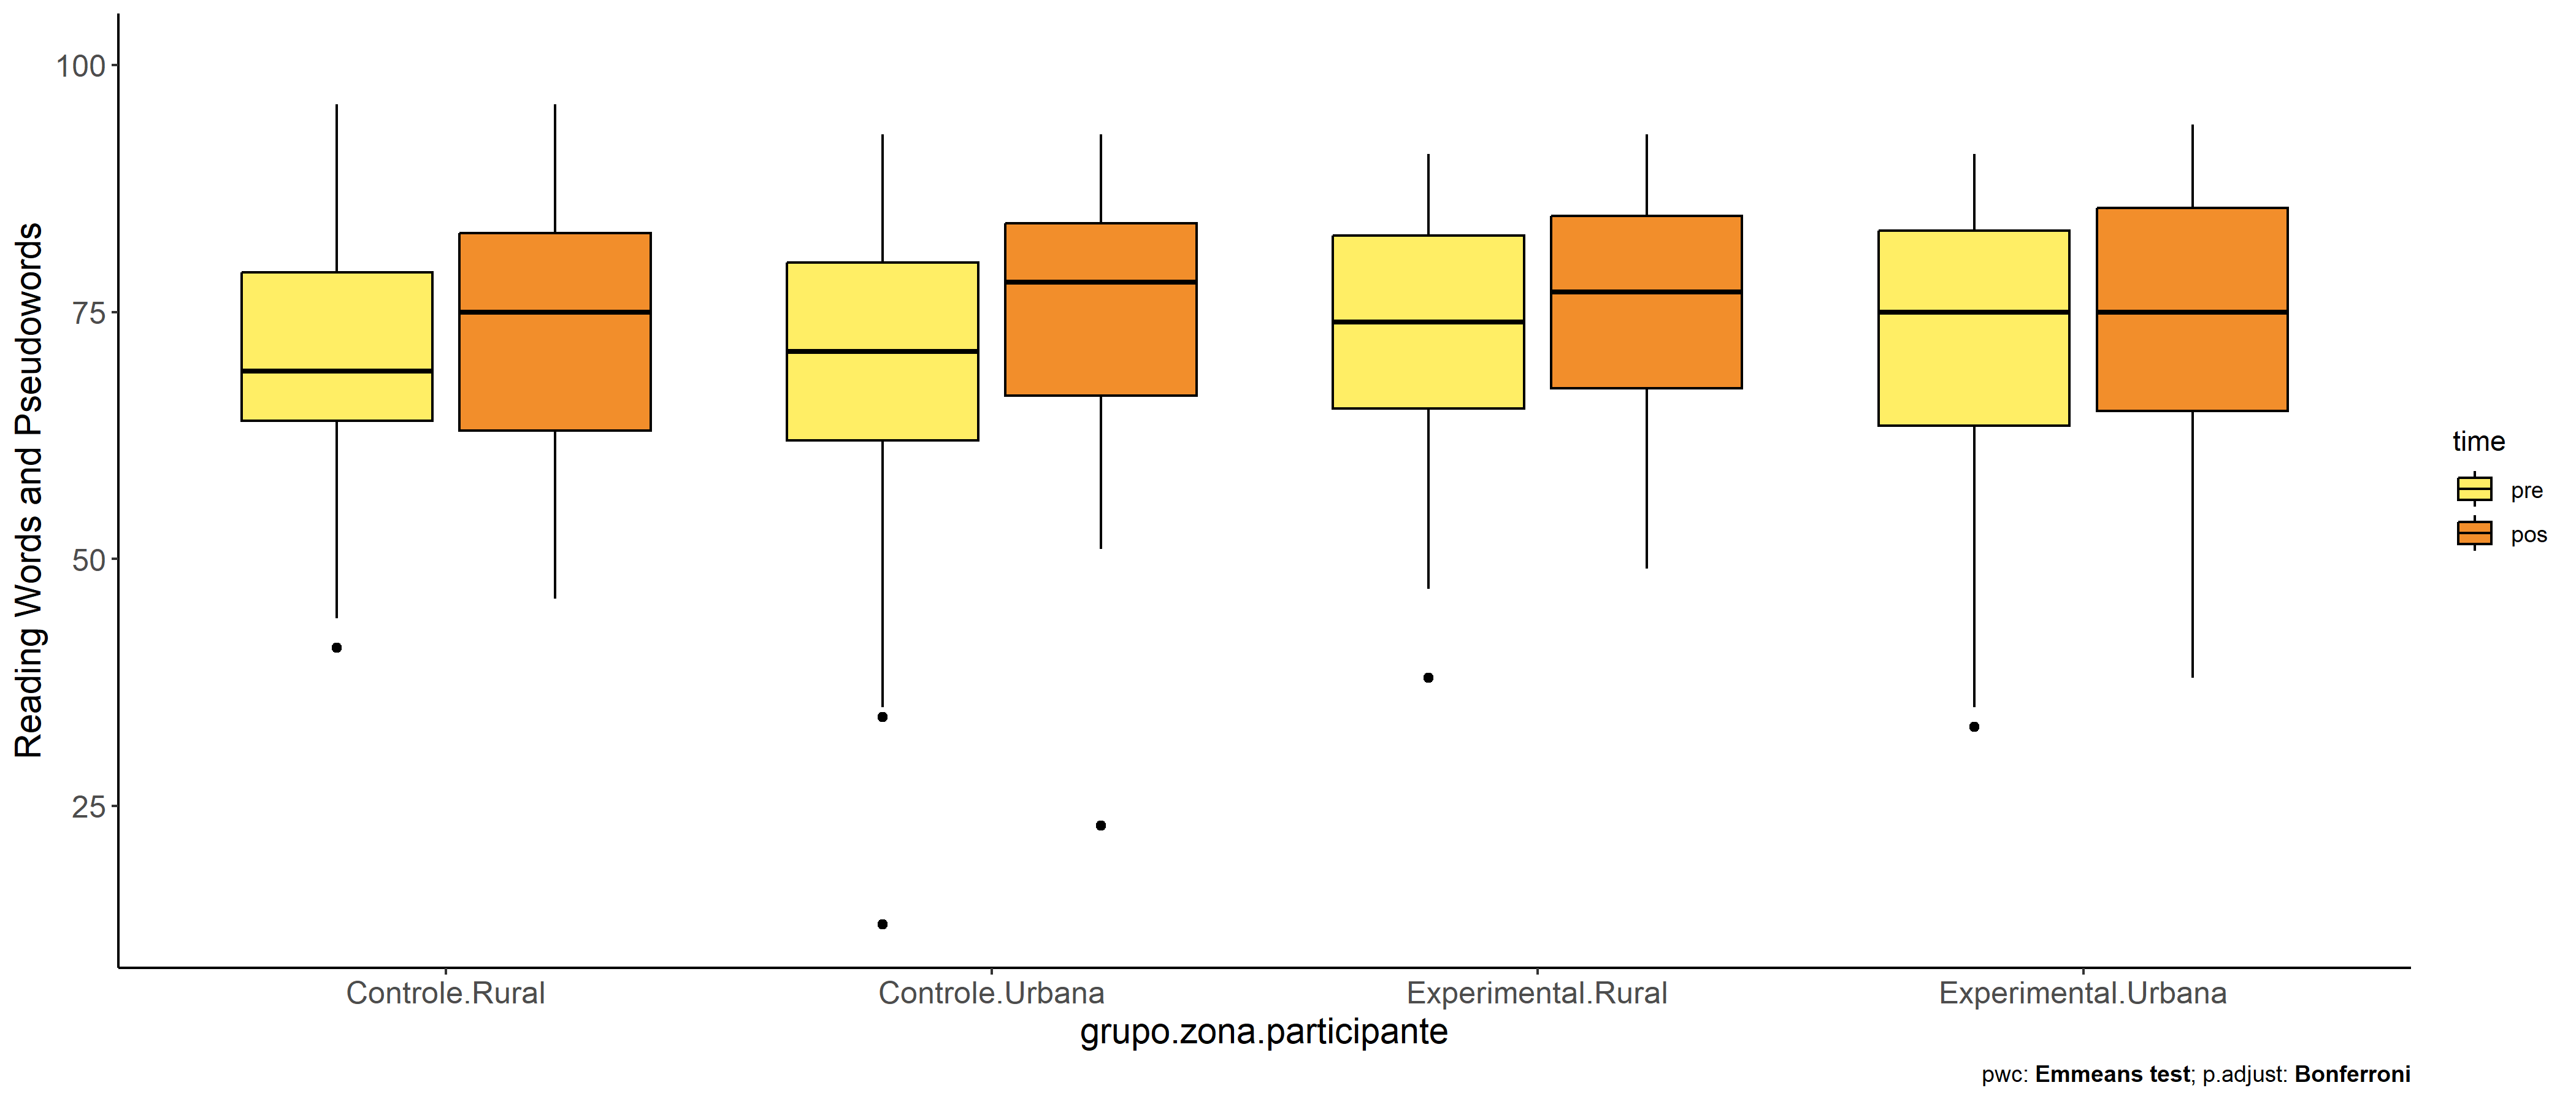 Reading Words and Pseudowords
100
75
50
25
Controle.Rural
Controle.Urbana
Experimental.Rural
Experimental.Urbana
grupo.zona.participante
time
pre
pos
pwc: Emmeans test; p.adjust: Bonferroni